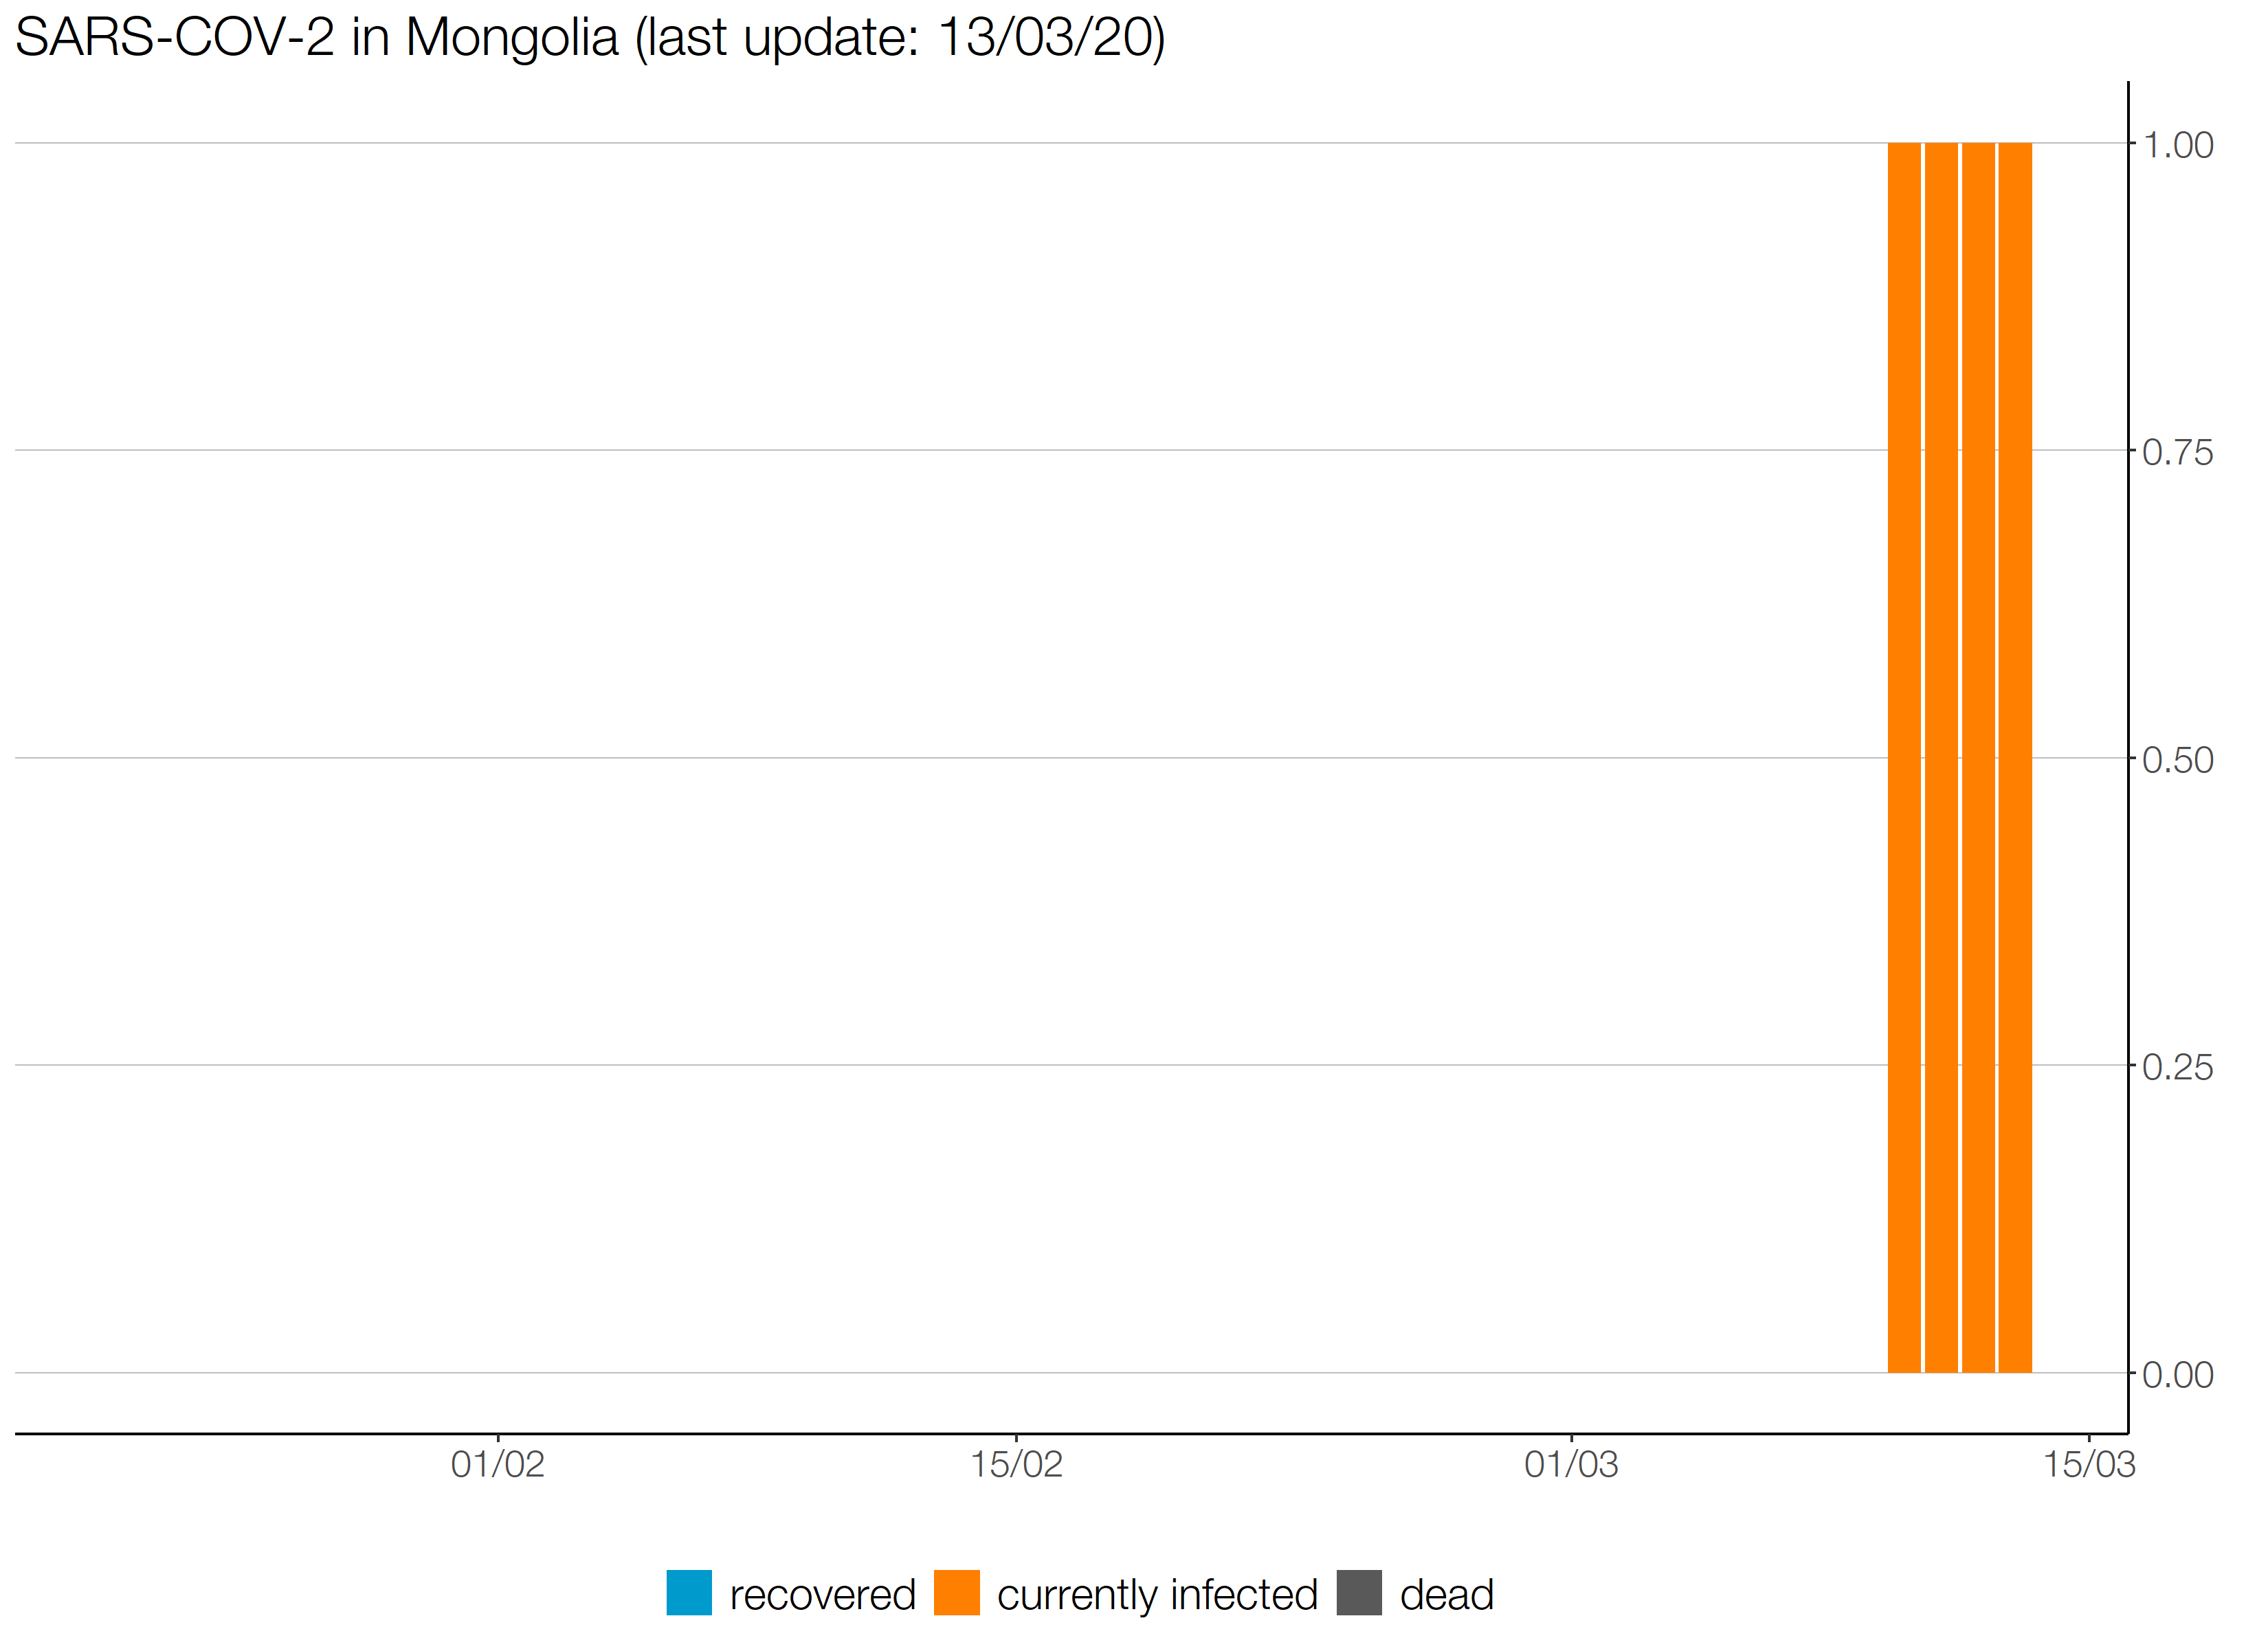 SARS-COV-2 in Mongolia (last update: 13/03/20)
1.00
0.75
0.50
0.25
0.00
01/02 15/02 01/03 15/03
recovered currently infected dead